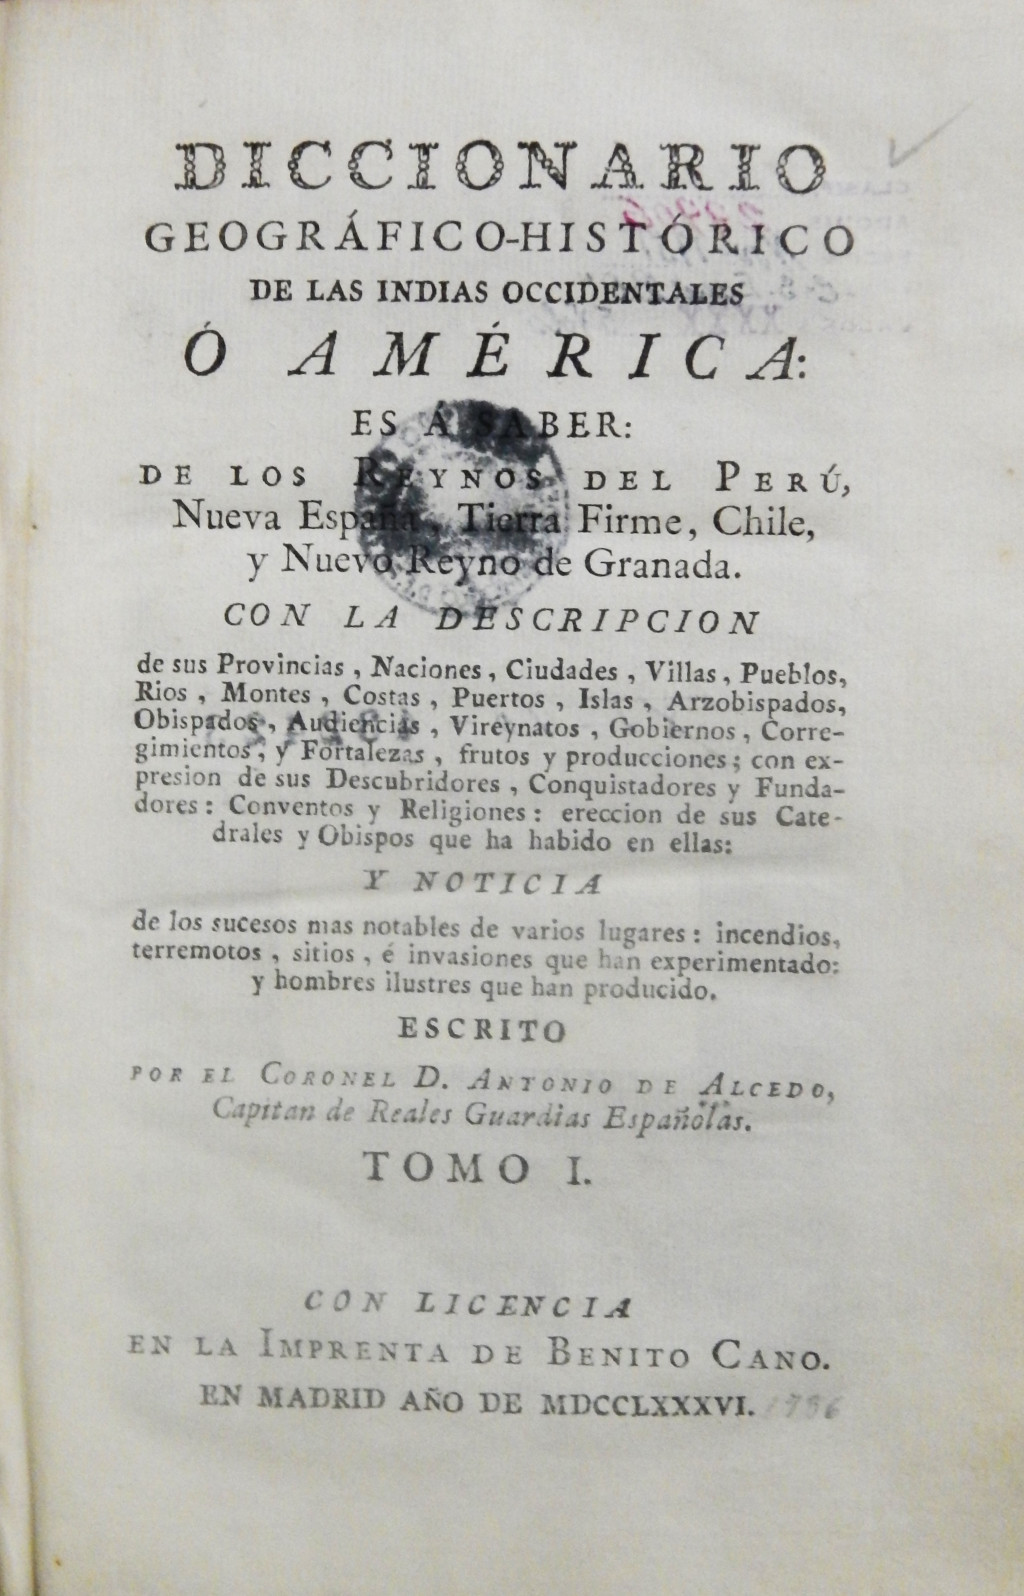 DICCIONARIO
GEOGRÁFICO-HISTÓRICO
DE LAS INDIAS OCCIDENTALES
Ó AMÉRICA:
ES Á SABER:
DE LOS REYNOS DEL PERÚ,
Nueva España, Tierra Firme, Chile,
y Nuevo Reyno de Granada.
CON LA DESCRIPCION
de sus Provincias, Naciones, Ciudades, Villas, Pueblos,
Rios, Montes, Costas, Puertos, Islas, Arzobispados,
Obispados, Audiencias, Vireynatos, Gobiernos, Corre-
gimientos, y Fortalezas, frutos y producciones; con ex-
presion de sus Descubridores, Conquistadores y Funda-
dores: Conventos y Religiones: ereccion de sus Cate-
drales y Obispos que ha habido en ellas:
Y NOTICIA
de los sucesos mas notables de varios lugares: incendios,
terremotos, sitios, é invasiones que han experimentado:
y hombres ilustres que han producido.
ESCRITO
POR EL CORONEL D. ANTONIO DE ALCEDO,
Capitan de Reales Guardias Españolas.
TOMO I.
CON LICENCIA
EN LA IMPRENTA DE BENITO CANO.
EN MADRID AÑO DE MDCCLXXXVI. 1786